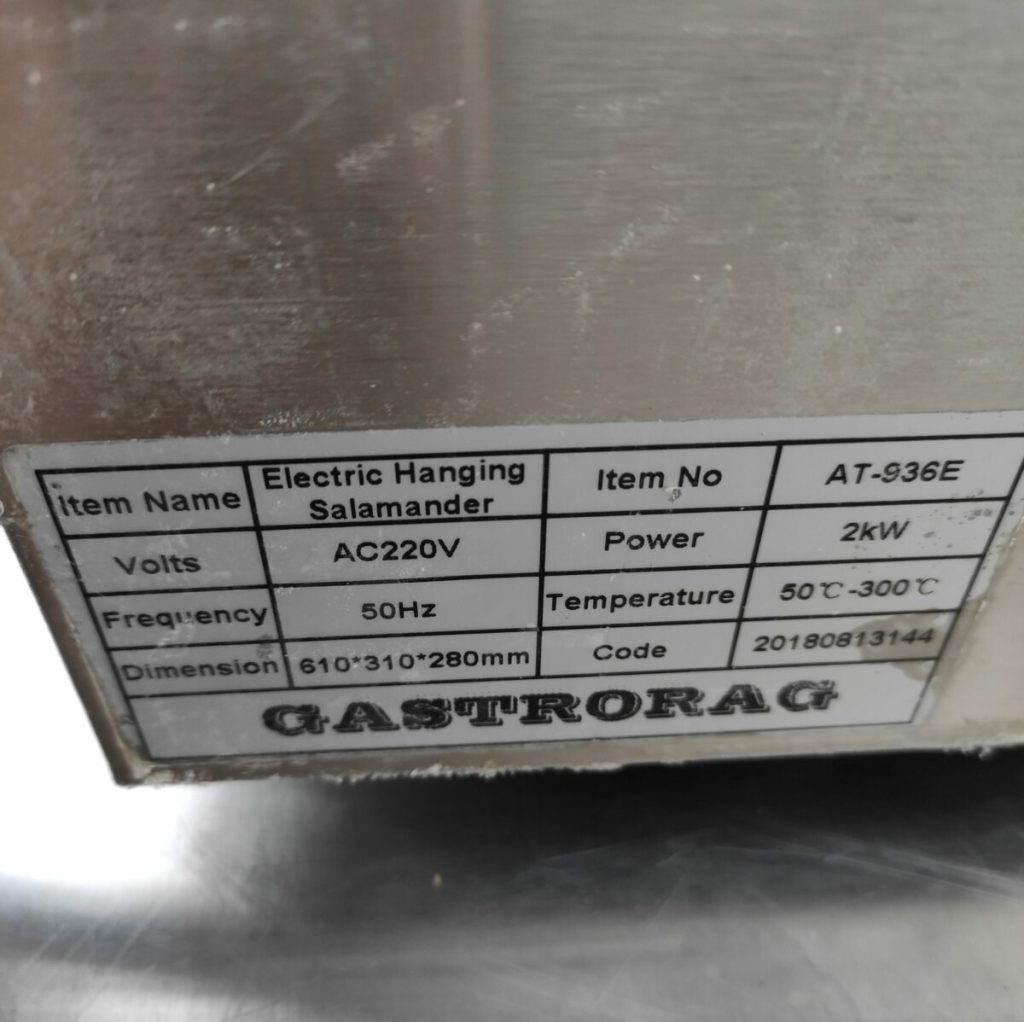 Item Name Electric Hanging Salamander Item No AT-936E
Volts AC220V Power 2kW
Frequency 50Hz Temperature 50℃-300℃
Dimension 610*310*280mm Code 20180813144
GASTRORAG